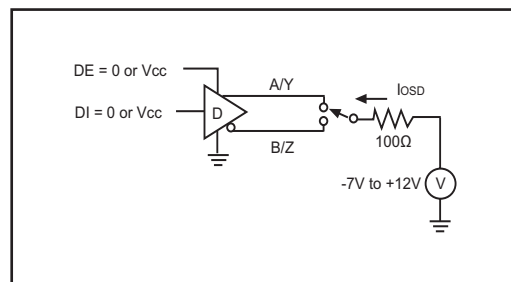 DE = 0 or Vcc
A/Y
IOSD
DI = 0 or Vcc
D
100Ω
B/Z
-7V to +12V
V